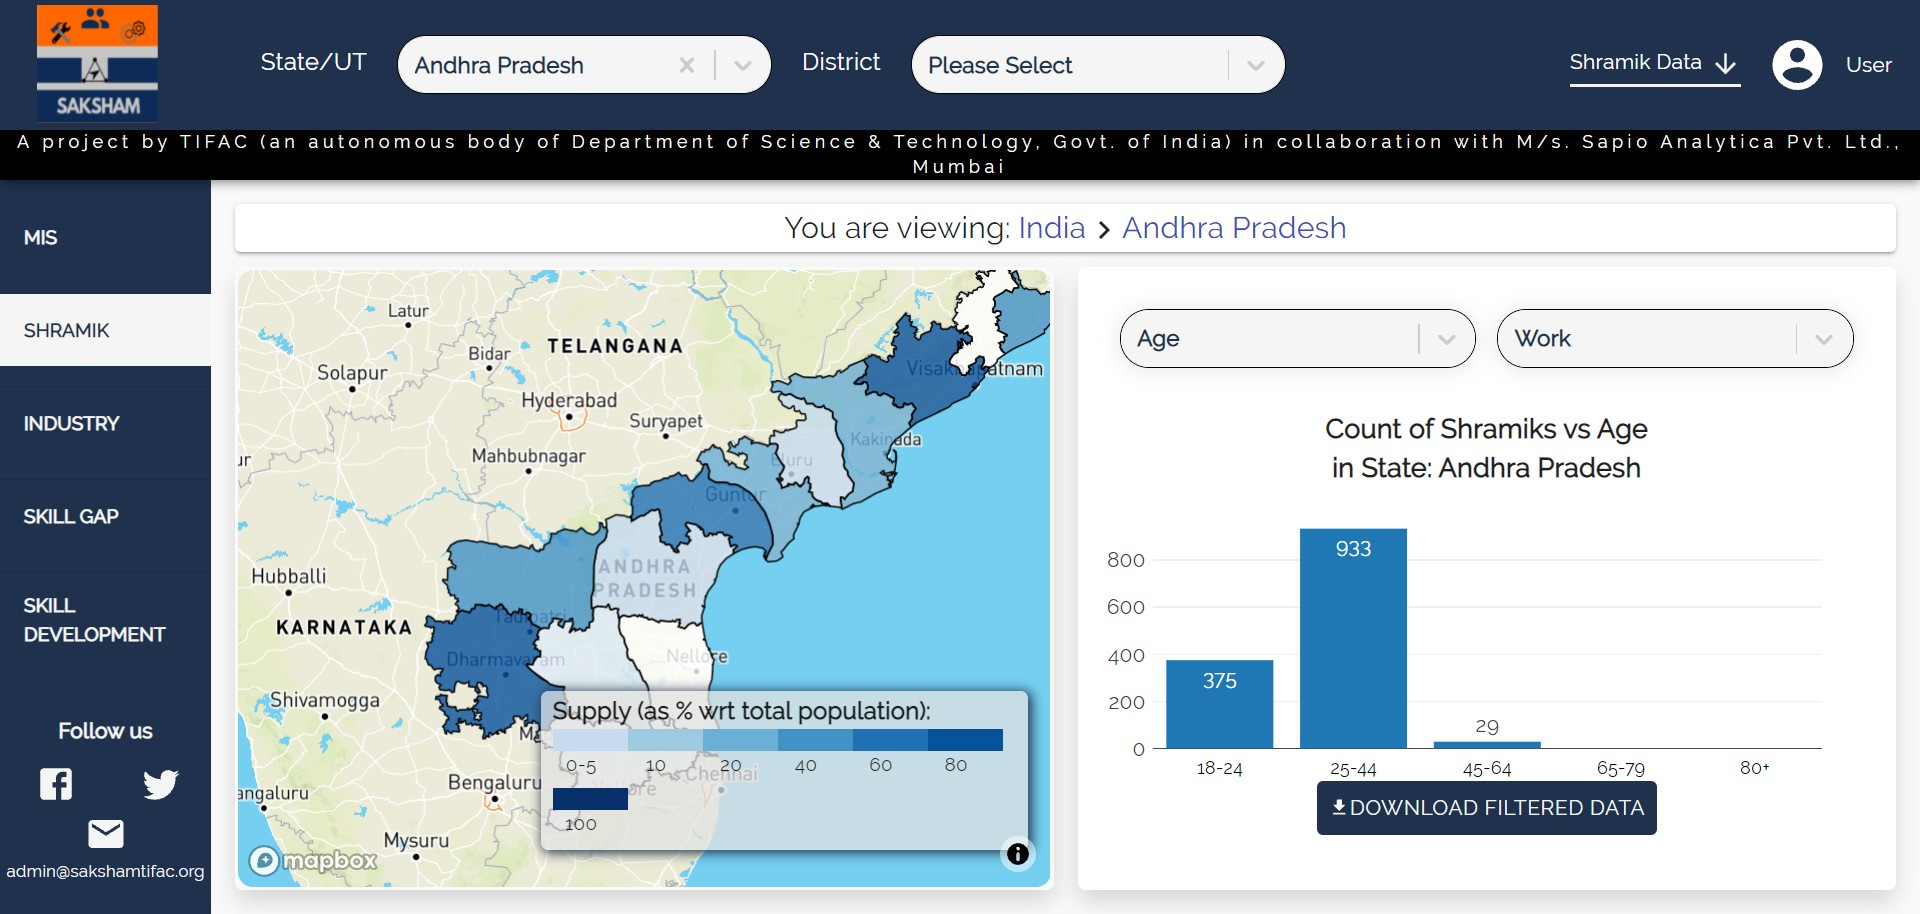 SAKSHAM
State/UT
Andhra Pradesh
District
Please Select
Shramik Data
User
A project by TIFAC (an autonomous body of Department of Science & Technology, Govt. of India) in collaboration with M/s. Sapio Analytica Pvt. Ltd.,
Mumbai
MIS
SHRAMIK
INDUSTRY
SKILL GAP
SKILL
DEVELOPMENT
Follow us
admin@sakshamtifac.org
You are viewing: India > Andhra Pradesh
Latur
TELANGANA
Bidar
Solapur
Visakhapatnam
Hyderabad
Suryapet
Kakinada
Mahbubnagar
Eluru
ur
Guntur
ANDHRA
PRADESH
Hubballi
Tadpatri
KARNATAKA
Dharmavaram
Nellore
Shivamogga
Supply (as % wrt total population):
0-5
10
20
40
60
80
100
Chennai
Bengaluru
angaluru
Mysuru
mapbox
Age
Work
Count of Shramiks vs Age
in State: Andhra Pradesh
800
600
400
200
0
375
933
29
18-24
25-44
45-64
65-79
80+
DOWNLOAD FILTERED DATA